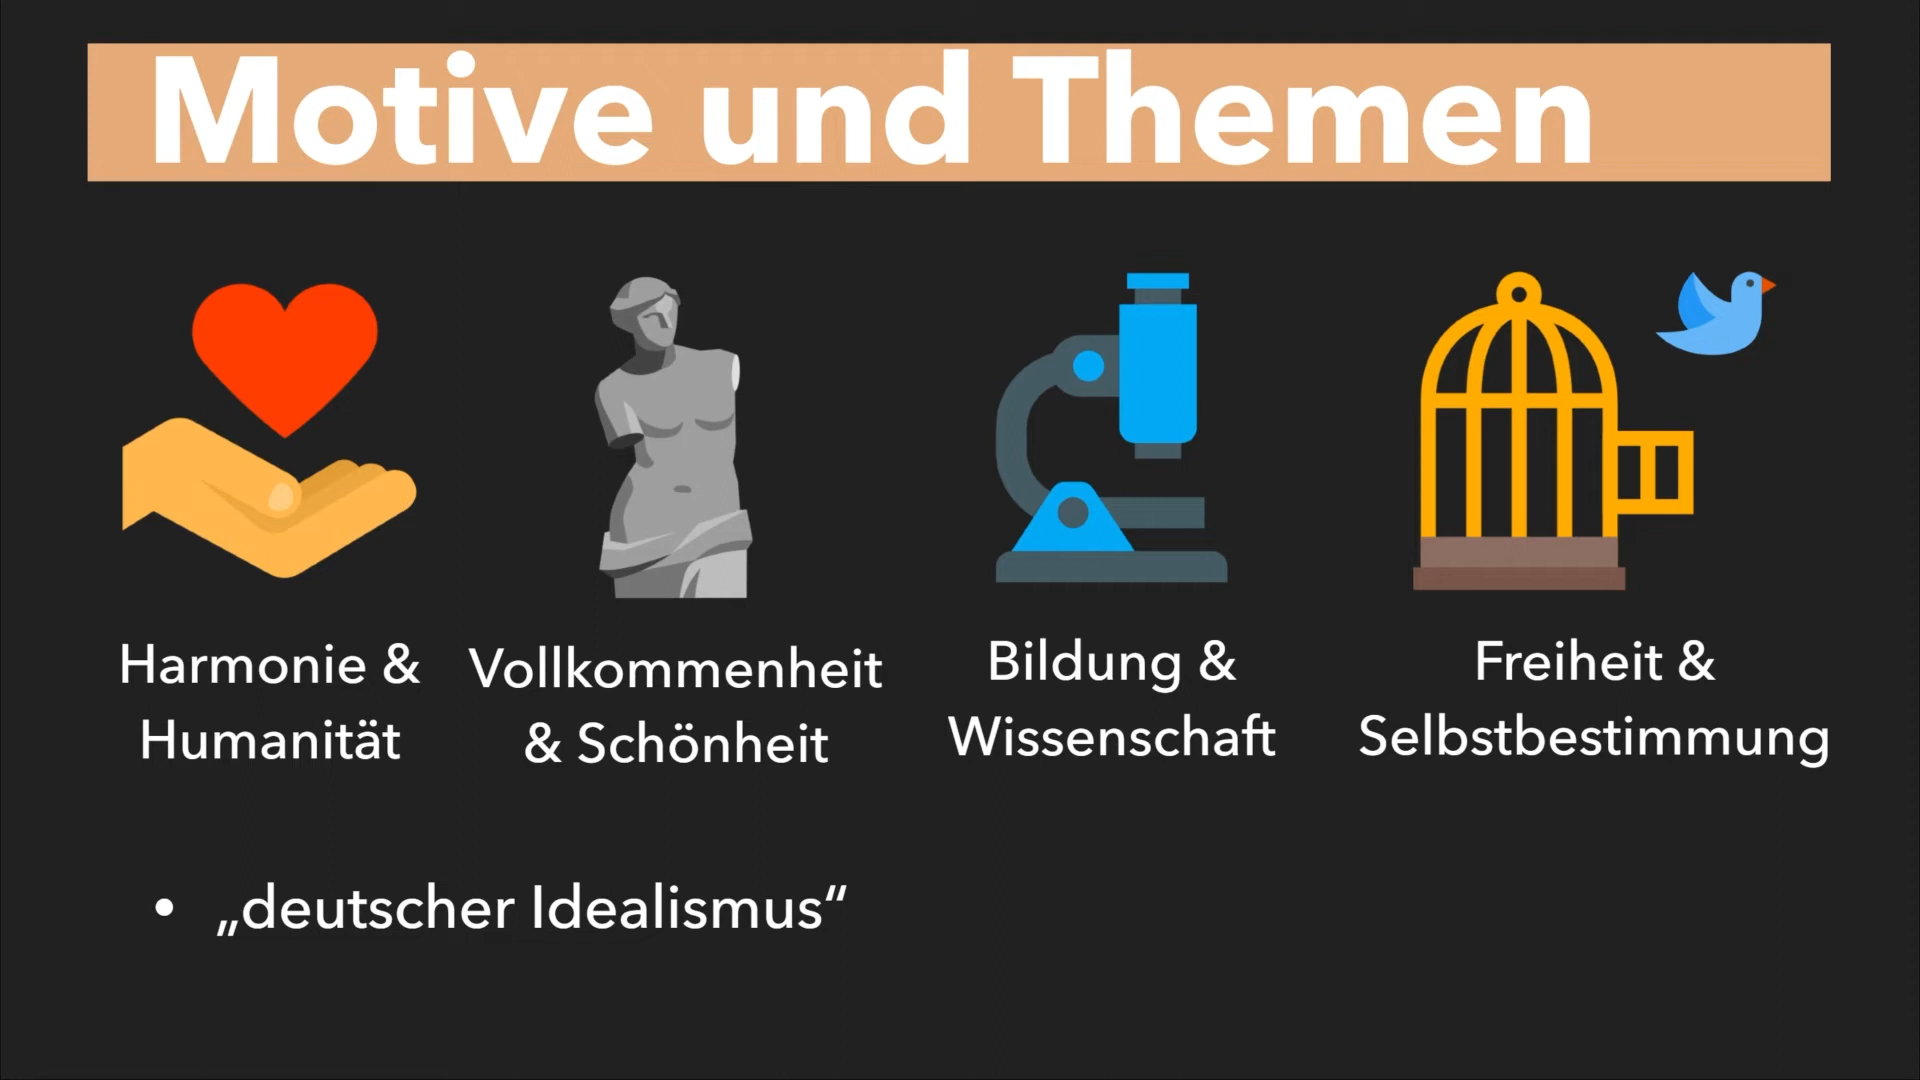 Motive und Themen
Harmonie &
Humanität
Vollkommenheit
& Schönheit
Bildung &
Wissenschaft
Freiheit &
Selbstbestimmung
• „deutscher Idealismus“